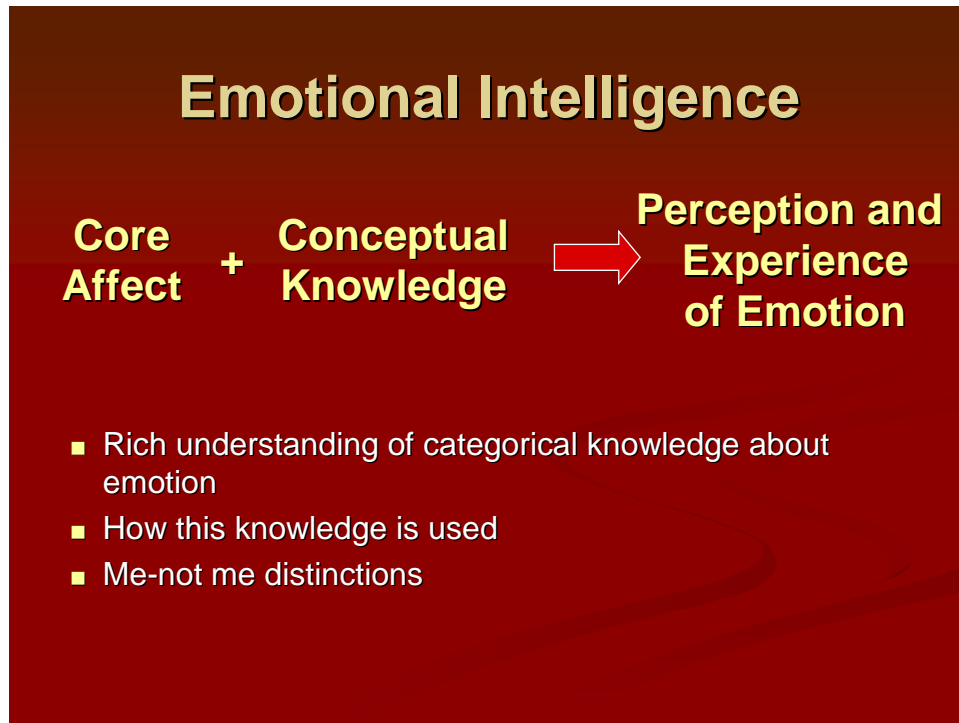 Emotional Intelligence
Core
Affect
+
Conceptual
Knowledge
Perception and
Experience
of Emotion
Rich understanding of categorical knowledge about
emotion
How this knowledge is used
Me-not me distinctions